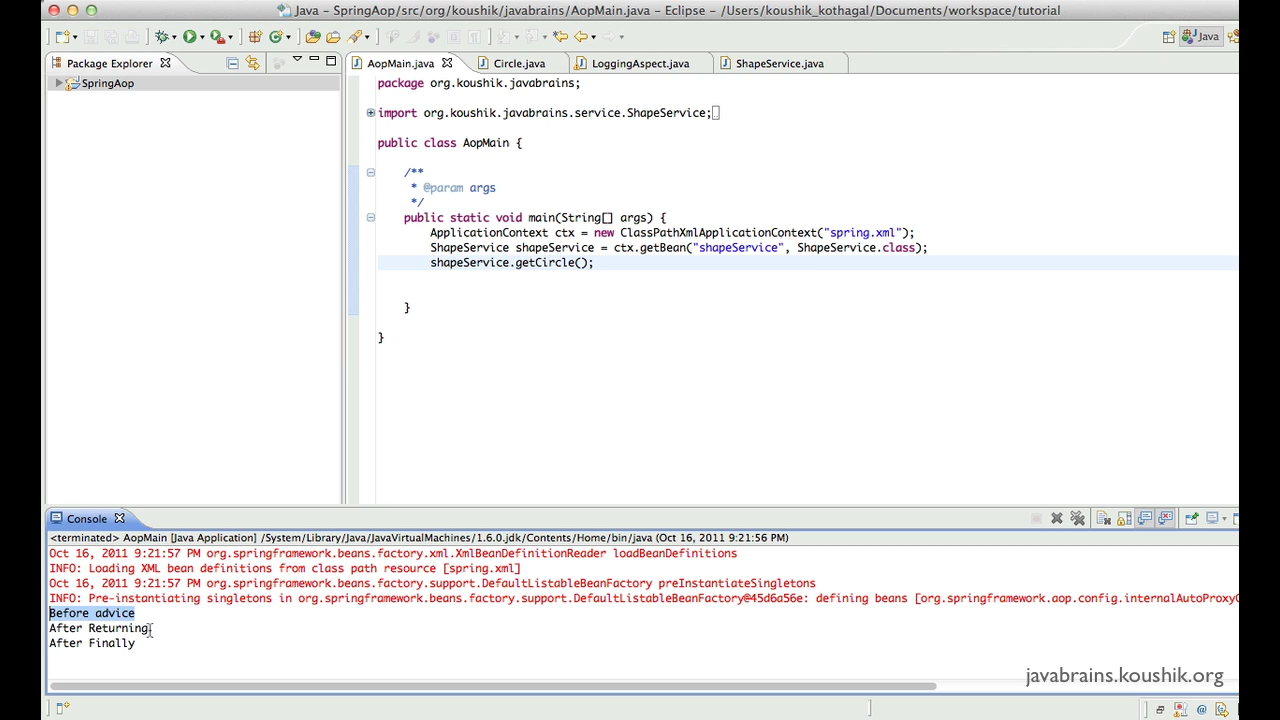 Java – SpringAop/src/org/koushik/javabrains/AopMain.java – Eclipse – /Users/koushik_kothagal/Documents/workspace/tutorial
Java
Package Explorer
AopMain.java
Circle.java
LoggingAspect.java
ShapeService.java
SpringAop
package org.koushik.javabrains;
import org.koushik.javabrains.service.ShapeService;
public class AopMain {
/**
* @param args
*/
public static void main(String[] args) {
ApplicationContext ctx = new ClassPathXmlApplicationContext("spring.xml");
ShapeService shapeService = ctx.getBean("shapeService", ShapeService.class);
shapeService.getCircle();
}
}
Console
<terminated> AopMain [Java Application] /System/Library/Java/JavaVirtualMachines/1.6.0.jdk/Contents/Home/bin/java (Oct 16, 2011 9:21:56 PM)
Oct 16, 2011 9:21:57 PM org.springframework.beans.factory.xml.XmlBeanDefinitionReader loadBeanDefinitions
INFO: Loading XML bean definitions from class path resource [spring.xml]
Oct 16, 2011 9:21:57 PM org.springframework.beans.factory.support.DefaultListableBeanFactory preInstantiateSingletons
INFO: Pre-instantiating singletons in org.springframework.beans.factory.support.DefaultListableBeanFactory@45d6a56e: defining beans [org.springframework.aop.config.internalAutoProxyC
Before advice
After Returning
After Finally
javabrains.koushik.org